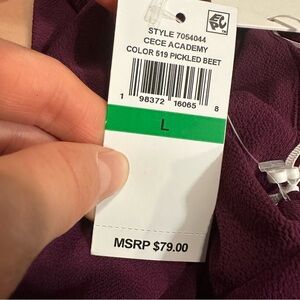 STYLE 7054044
CECE ACADEMY
COLOR 519 PICKLED BEET
1 98372 16065 8
L
MSRP $79.00